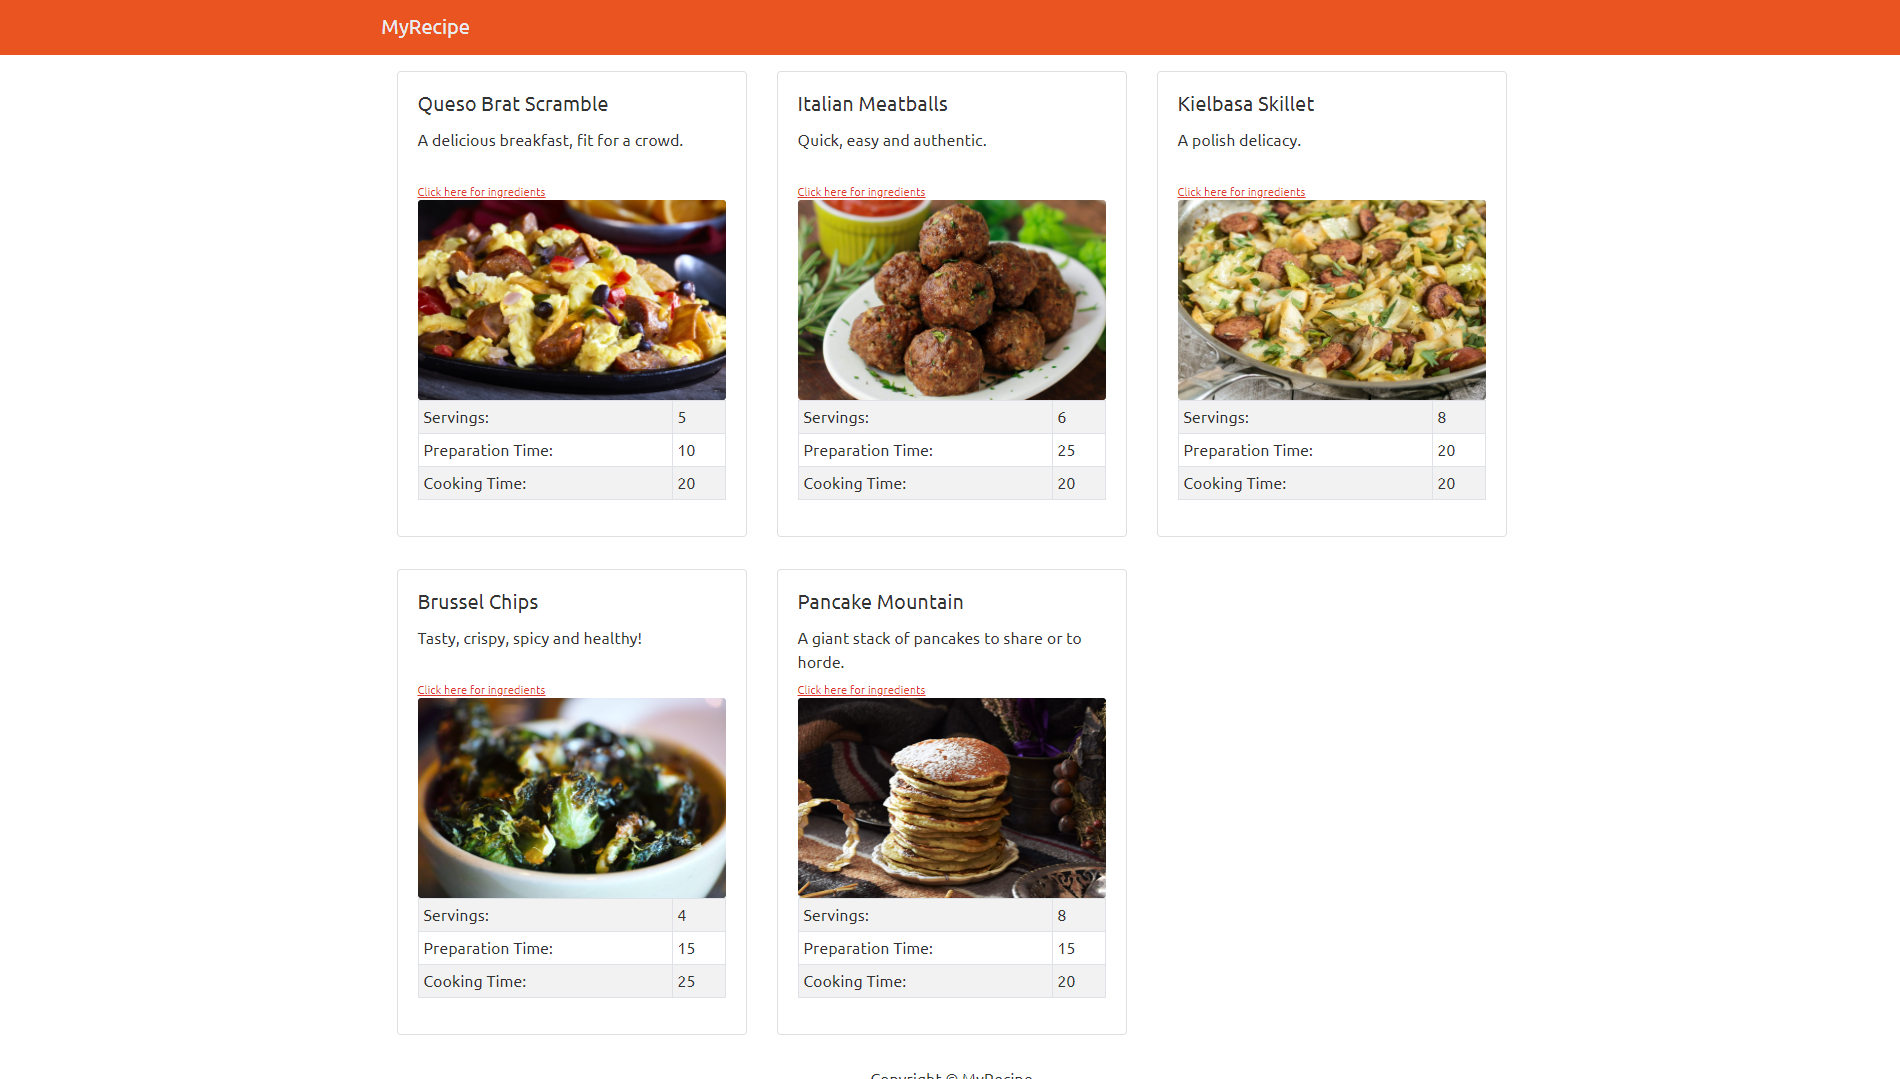 MyRecipe
Queso Brat Scramble
A delicious breakfast, fit for a crowd.
Click here for ingredients
Servings: 5
Preparation Time: 10
Cooking Time: 20
Italian Meatballs
Quick, easy and authentic.
Click here for ingredients
Servings: 6
Preparation Time: 25
Cooking Time: 20
Kielbasa Skillet
A polish delicacy.
Click here for ingredients
Servings: 8
Preparation Time: 20
Cooking Time: 20
Brussel Chips
Tasty, crispy, spicy and healthy!
Click here for ingredients
Servings: 4
Preparation Time: 15
Cooking Time: 25
Pancake Mountain
A giant stack of pancakes to share or to
horde.
Click here for ingredients
Servings: 8
Preparation Time: 15
Cooking Time: 20
Copyright © MyRecipe